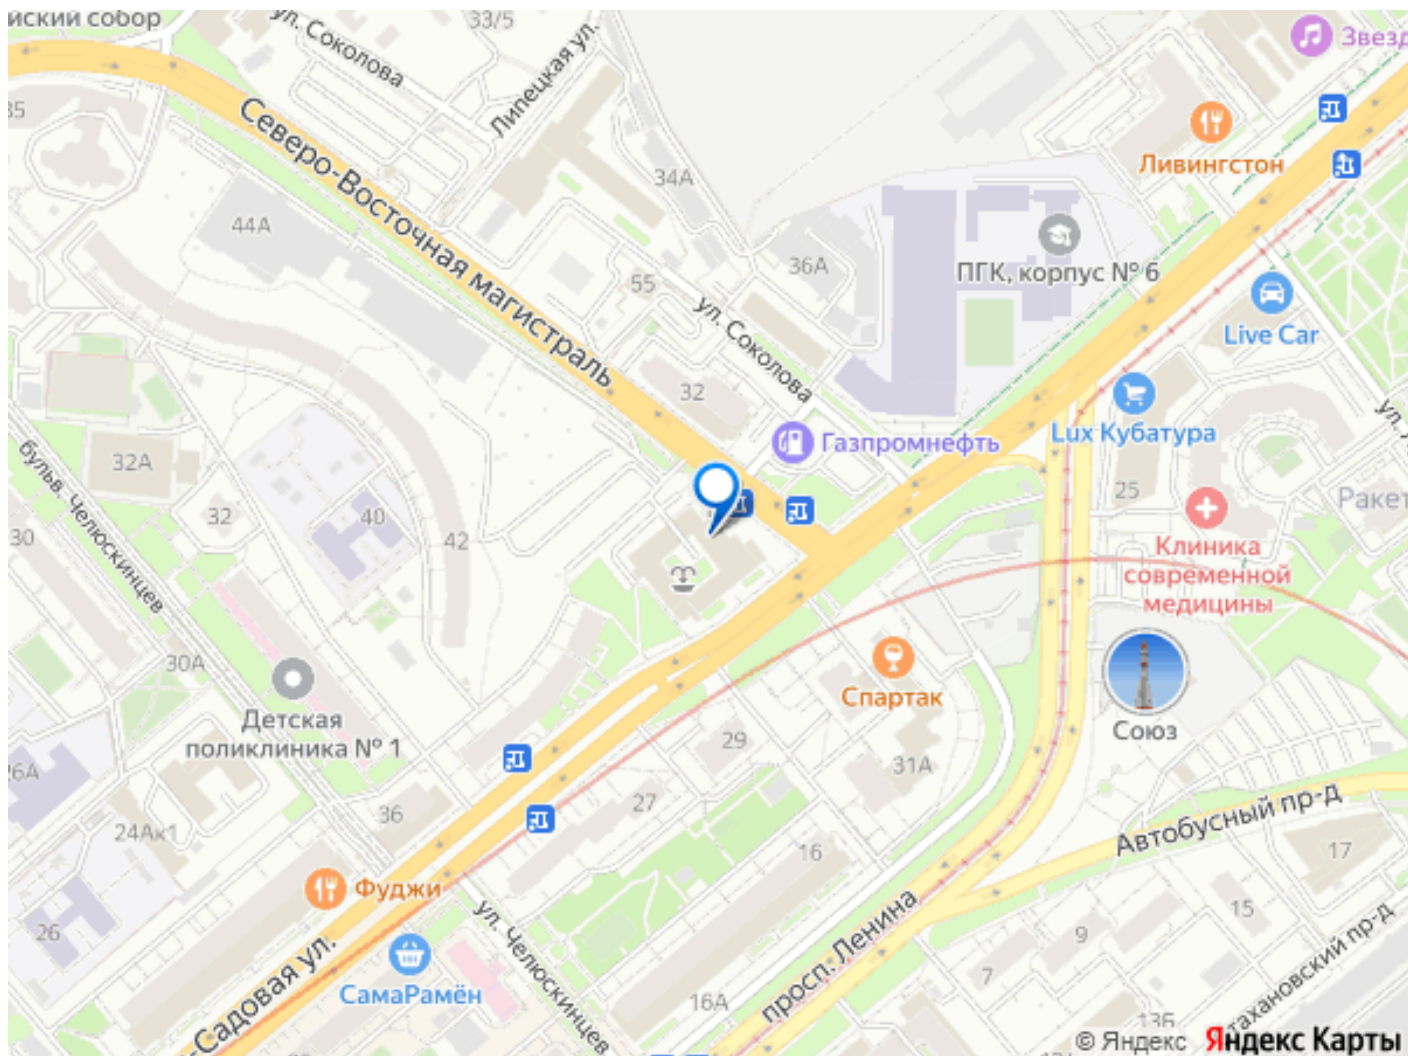 йский собор
33/5
ул. Соколова
Липецкая ул.
Звезд
35
Северо-Восточная магистраль
Ливингстон
34А
44А
36А
ПГК, корпус № 6
55
ул. Соколова
Live Car
32
Газпромнефть
Lux Кубатура
32А
бульв. Челюскинцев
32
40
42
30
25
Ракет
Клиника
современной
медицины
30А
Детская
поликлиника № 1
Спартак
Союз
29
31А
26А
27
36
24Ак1
16
Автобусный пр-д
17
Фуджи
ул. Челюскинцев
просп. Ленина
15
26
9
7
СамаРамён
-Садовая ул.
16А
13Б
тахановский пр-д
© Яндекс Яндекс Карты